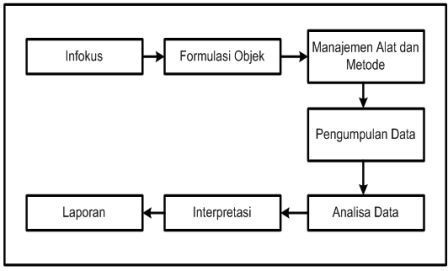 Infokus
Formulasi Objek
Manajemen Alat dan
Metode
Pengumpulan Data
Analisa Data
Interpretasi
Laporan